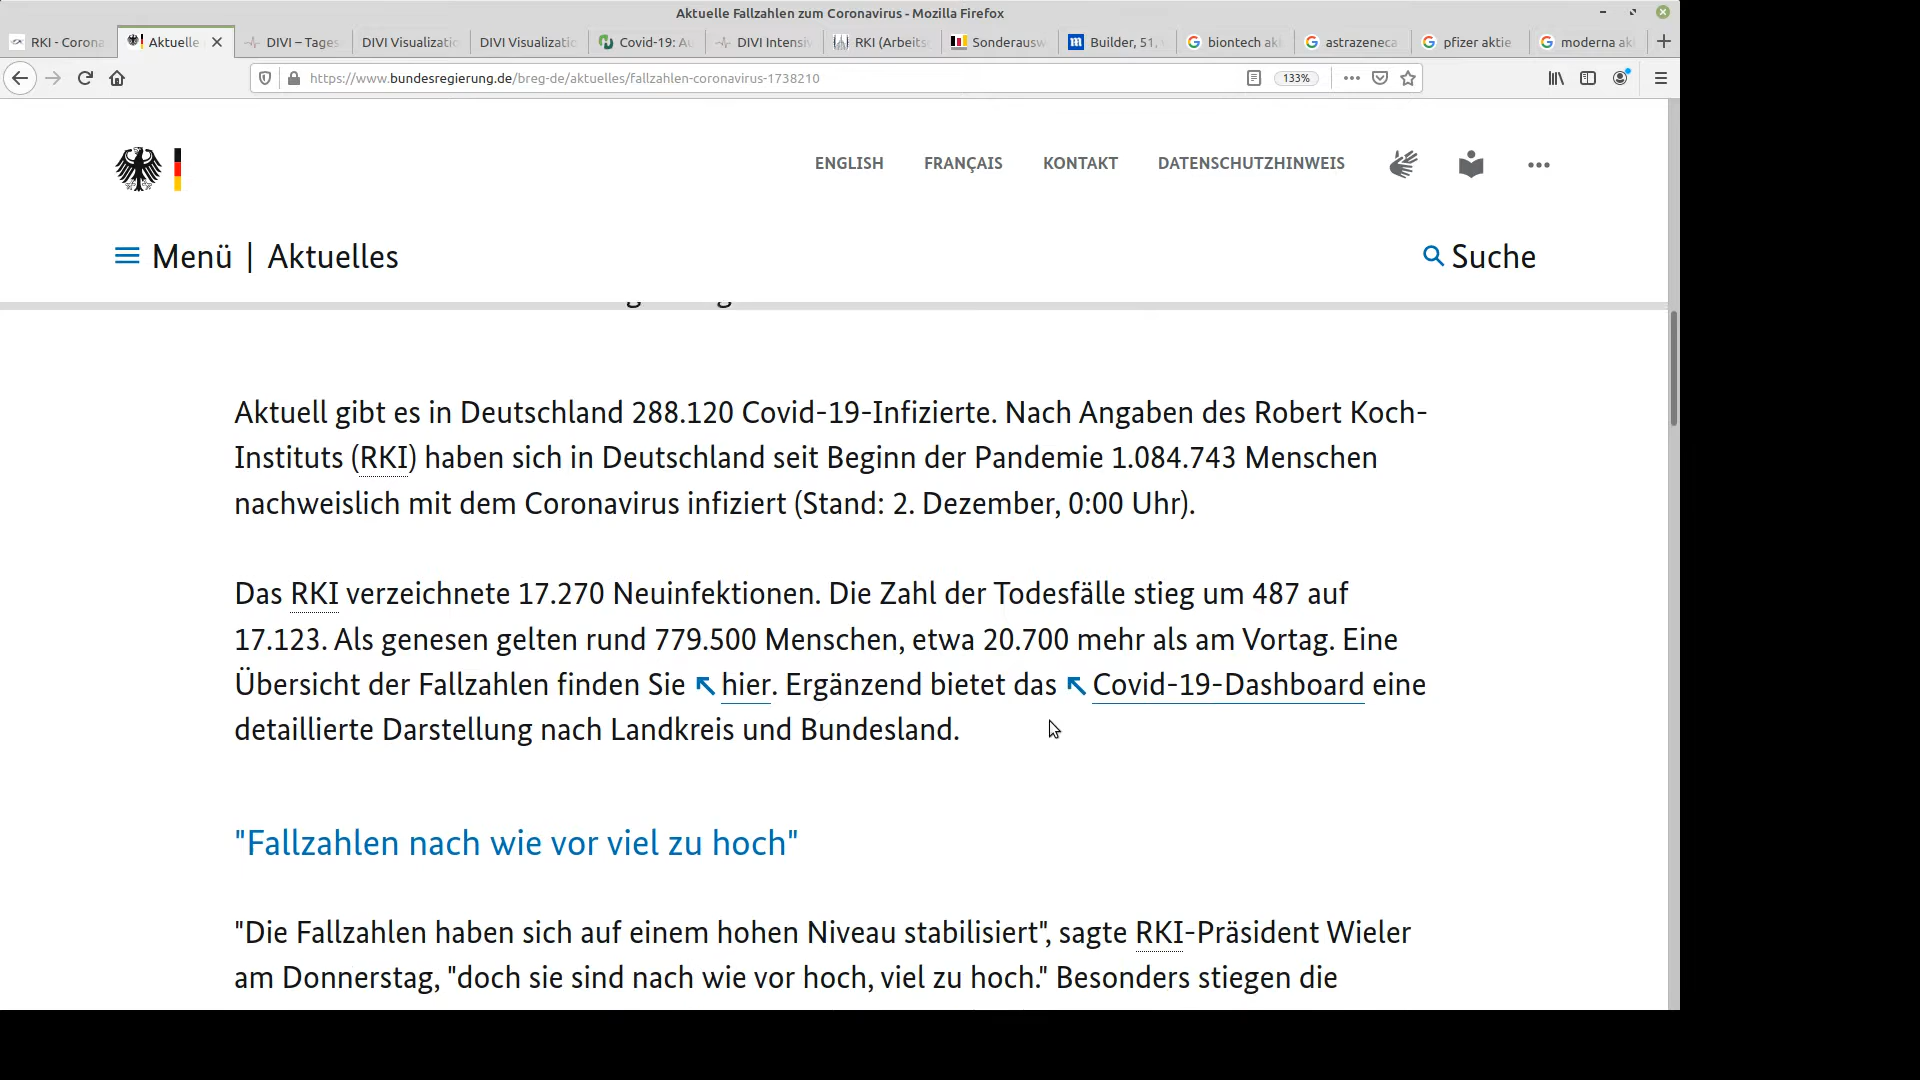 Aktuelle Fallzahlen zum Coronavirus - Mozilla Firefox
RKI - Corona
Aktuelle
DIVI – Tages
DIVI Visualizatio
DIVI Visualizatio
Covid-19: Au
DIVI Intensiv
RKI (Arbeits
Sonderausw
Builder, 51,
biontech ak
astrazeneca
pfizer aktie
moderna ak
https://www.bundesregierung.de/breg-de/aktuelles/fallzahlen-coronavirus-1738210
133%
ENGLISH FRANÇAIS KONTAKT DATENSCHUTZHINWEIS
Menü | Aktuelles
Suche
Aktuell gibt es in Deutschland 288.120 Covid-19-Infizierte. Nach Angaben des Robert Koch-
Instituts (RKI) haben sich in Deutschland seit Beginn der Pandemie 1.084.743 Menschen
nachweislich mit dem Coronavirus infiziert (Stand: 2. Dezember, 0:00 Uhr).
Das RKI verzeichnete 17.270 Neuinfektionen. Die Zahl der Todesfälle stieg um 487 auf
17.123. Als genesen gelten rund 779.500 Menschen, etwa 20.700 mehr als am Vortag. Eine
Übersicht der Fallzahlen finden Sie hier. Ergänzend bietet das Covid-19-Dashboard eine
detaillierte Darstellung nach Landkreis und Bundesland.
"Fallzahlen nach wie vor viel zu hoch"
"Die Fallzahlen haben sich auf einem hohen Niveau stabilisiert", sagte RKI-Präsident Wieler
am Donnerstag, "doch sie sind nach wie vor hoch, viel zu hoch." Besonders stiegen die